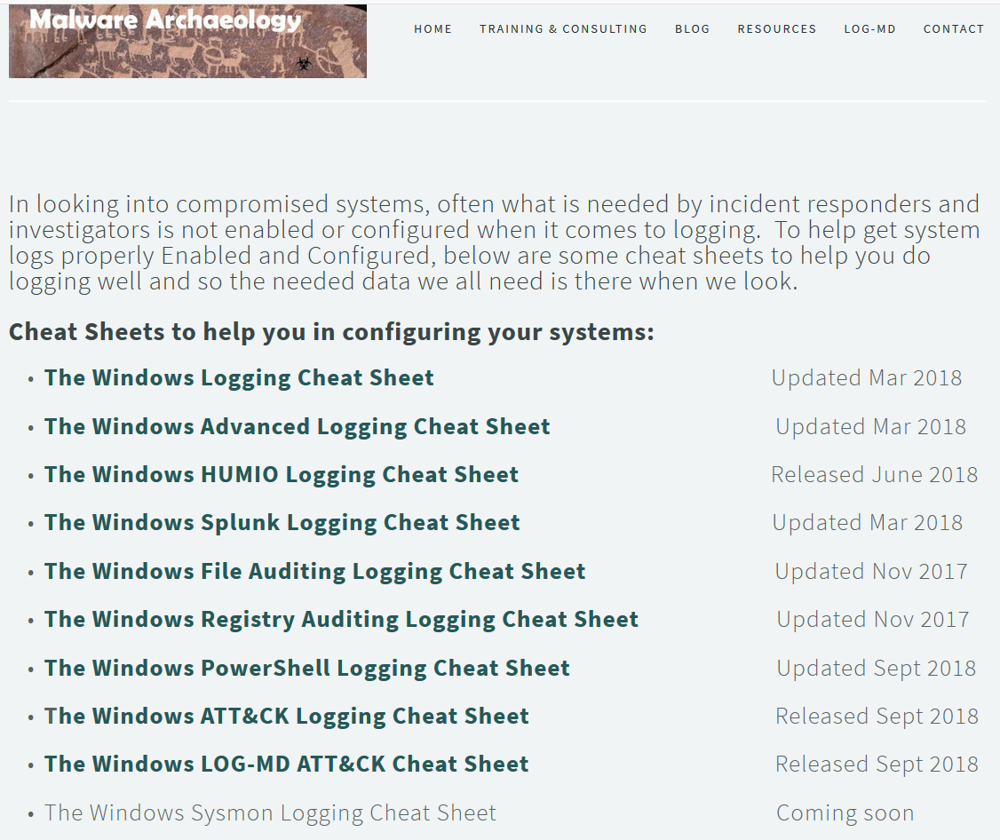 Malware Archaeology
HOME TRAINING & CONSULTING BLOG RESOURCES LOG-MD CONTACT
In looking into compromised systems, often what is needed by incident responders and
investigators is not enabled or configured when it comes to logging.  To help get system
logs properly Enabled and Configured, below are some cheat sheets to help you do
logging well and so the needed data we all need is there when we look.
Cheat Sheets to help you in configuring your systems:
• The Windows Logging Cheat Sheet Updated Mar 2018
• The Windows Advanced Logging Cheat Sheet Updated Mar 2018
• The Windows HUMIO Logging Cheat Sheet Released June 2018
• The Windows Splunk Logging Cheat Sheet Updated Mar 2018
• The Windows File Auditing Logging Cheat Sheet Updated Nov 2017
• The Windows Registry Auditing Logging Cheat Sheet Updated Nov 2017
• The Windows PowerShell Logging Cheat Sheet Updated Sept 2018
• The Windows ATT&CK Logging Cheat Sheet Released Sept 2018
• The Windows LOG-MD ATT&CK Cheat Sheet Released Sept 2018
• The Windows Sysmon Logging Cheat Sheet Coming soon